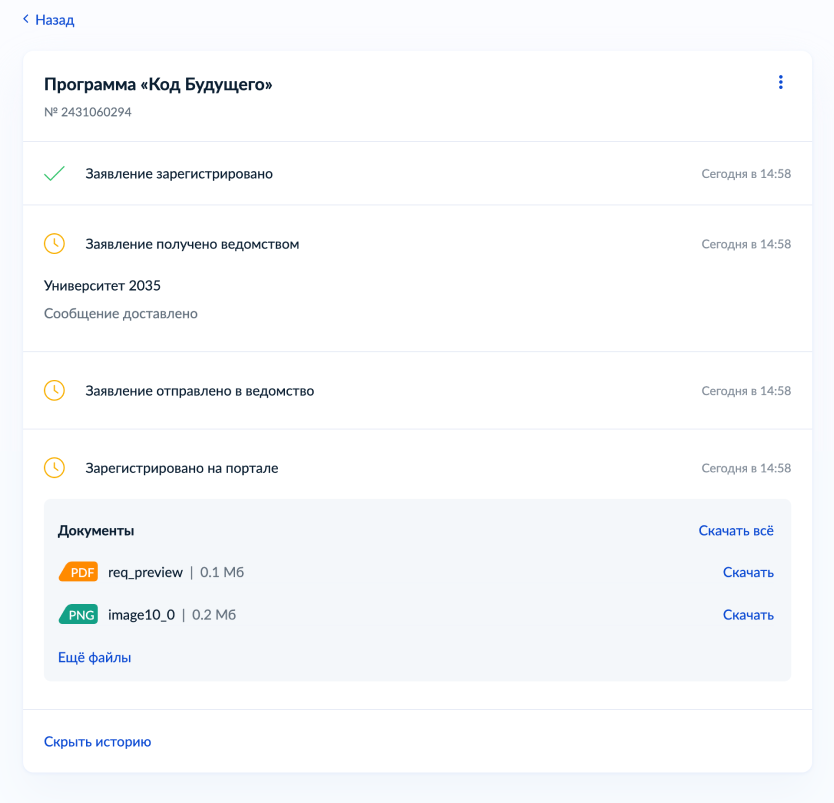 Назад
Программа «Код Будущего»
№ 2431060294
Заявление зарегистрировано Сегодня в 14:58
Заявление получено ведомством Сегодня в 14:58
Университет 2035
Сообщение доставлено
Заявление отправлено в ведомство Сегодня в 14:58
Зарегистрировано на портале Сегодня в 14:58
Документы Скачать всё
PDF req_preview | 0.1 Мб Скачать
PNG image10_0 | 0.2 Мб Скачать
Ещё файлы
Скрыть историю